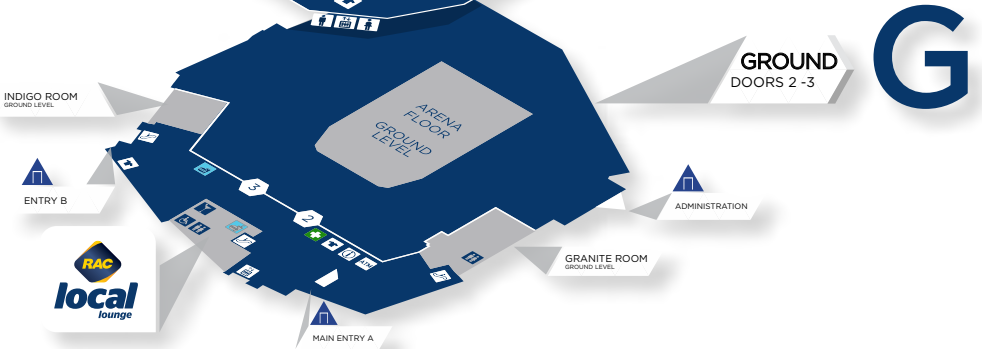 G
GROUND
DOORS 2 -3
INDIGO ROOM
GROUND LEVEL
ARENA
FLOOR
GROUND
LEVEL
ENTRY B
3
2
ATM
ADMINISTRATION
GRANITE ROOM
GROUND LEVEL
RAC
local
lounge
MAIN ENTRY A